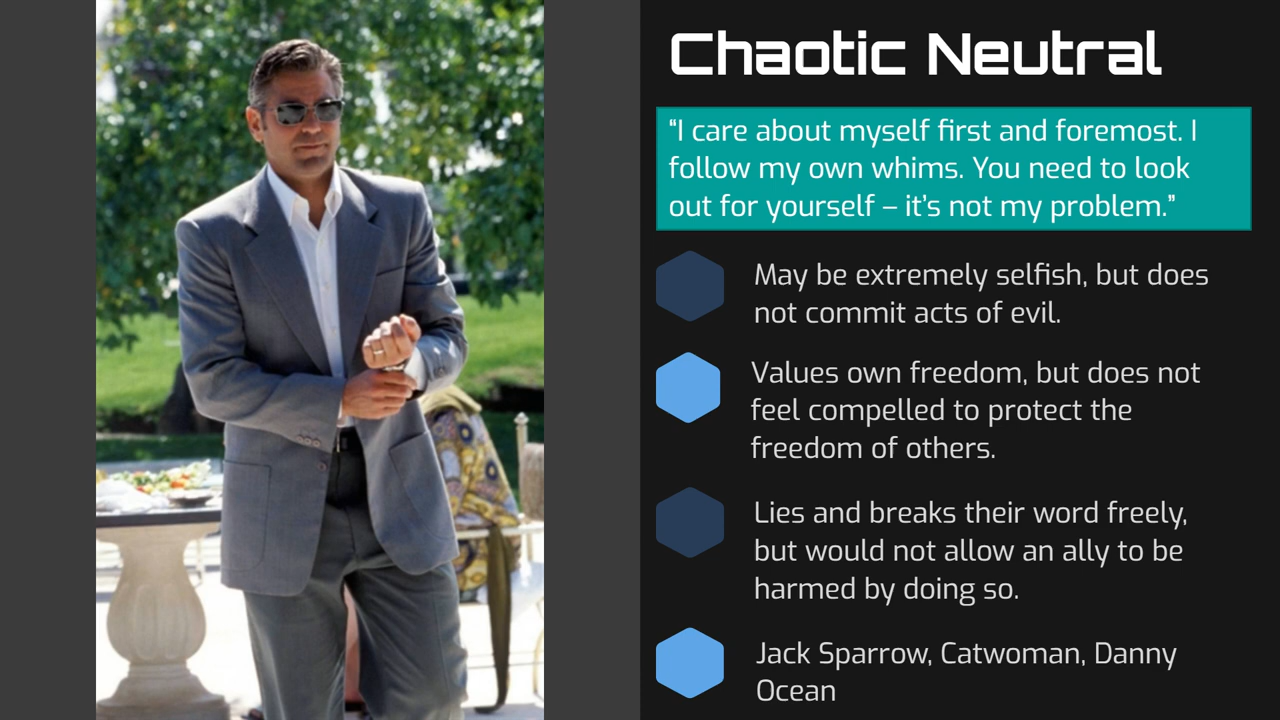 Chaotic Neutral
“I care about myself first and foremost. I
follow my own whims. You need to look
out for yourself – it’s not my problem.”
May be extremely selfish, but does
not commit acts of evil.
Values own freedom, but does not
feel compelled to protect the
freedom of others.
Lies and breaks their word freely,
but would not allow an ally to be
harmed by doing so.
Jack Sparrow, Catwoman, Danny
Ocean